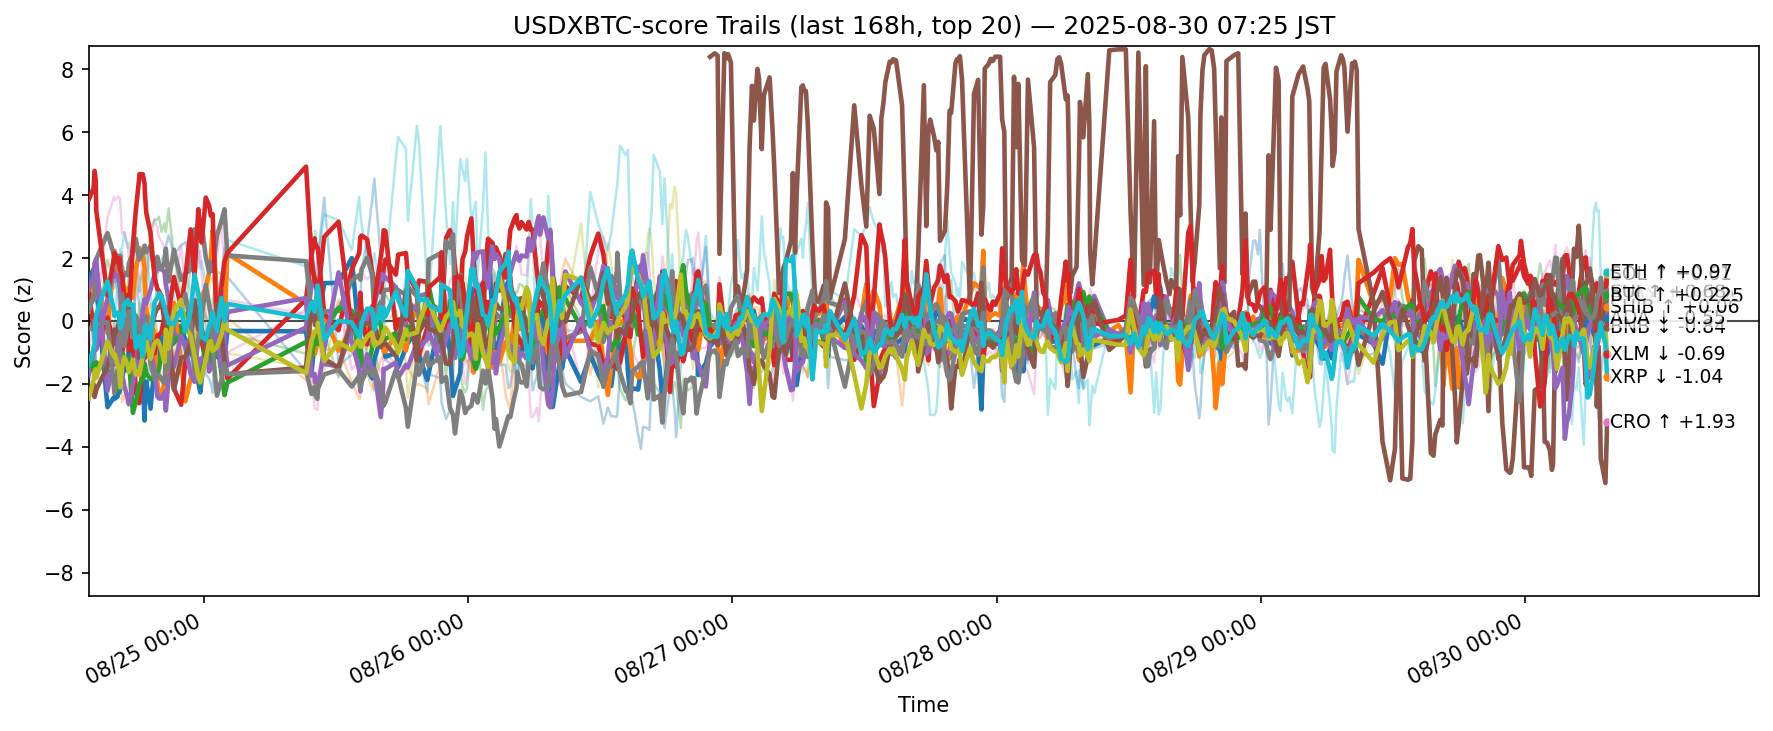 USDXBTC-score Trails (last 168h, top 20) — 2025-08-30 07:25 JST
8
6
4
2
0
−2
−4
−6
−8
Score (z)
ETH ↑ +0.97
BTC ↑ +0.225
SHIB ↑ +0.06
ADA ↓
BNB ↓
XLM ↓ -0.69
XRP ↓ -1.04
CRO ↑ +1.93
08/25 00:00
08/26 00:00
08/27 00:00
08/28 00:00
08/29 00:00
08/30 00:00
Time